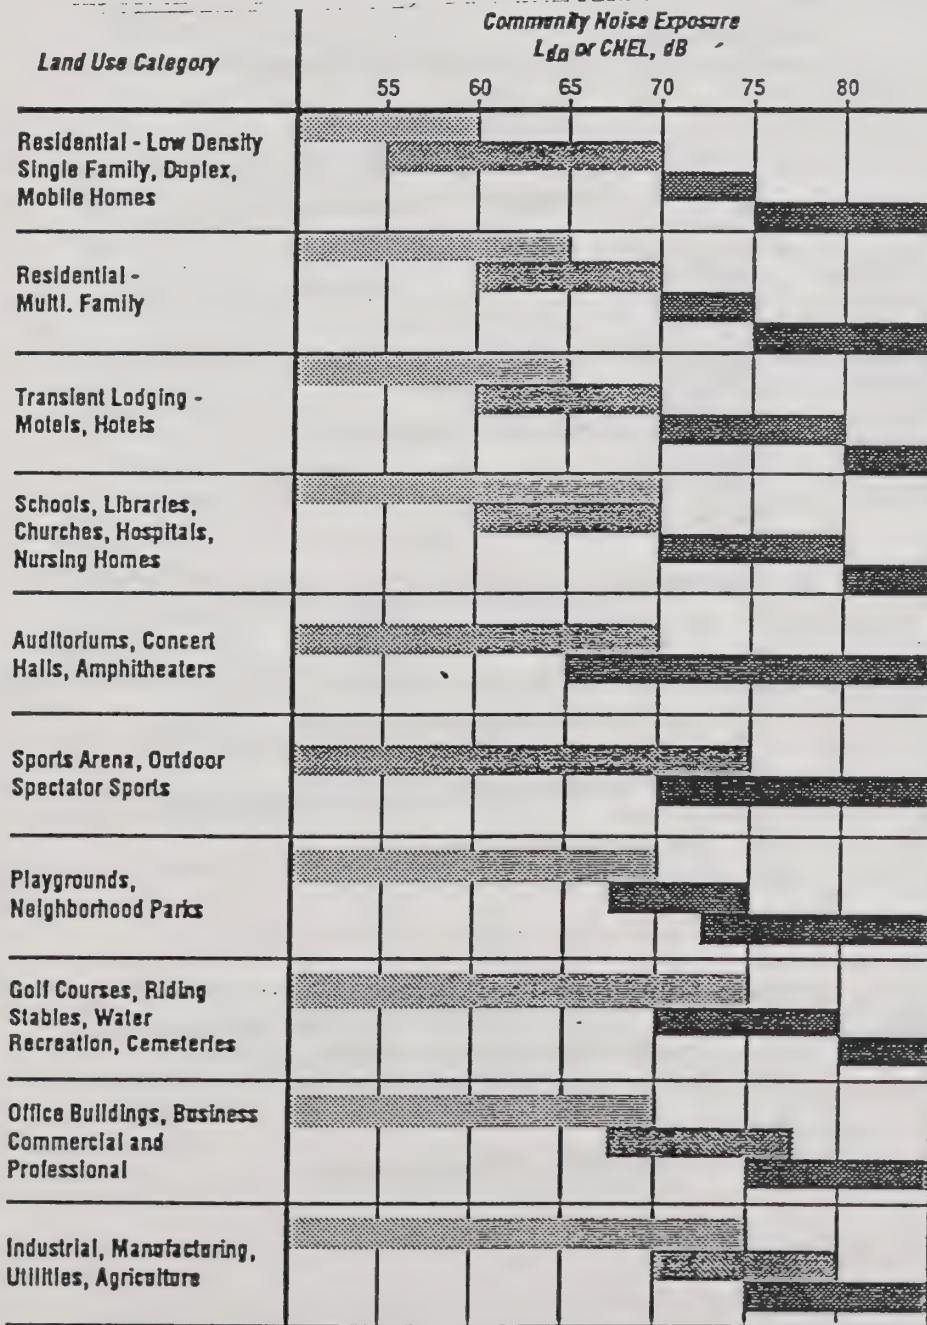 Community Noise Exposure
Ldn or CNEL, dB
Land Use Category
55 60 65 70 75 80
Residential - Low Density
Single Family, Duplex,
Mobile Homes
Residential -
Multi. Family
Transient Lodging -
Motels, Hotels
Schools, Libraries,
Churches, Hospitals,
Nursing Homes
Auditoriums, Concert
Halls, Amphitheaters
Sports Arena, Outdoor
Spectator Sports
Playgrounds,
Neighborhood Parks
Golf Courses, Riding
Stables, Water
Recreation, Cemeteries
Office Buildings, Business
Commercial and
Professional
Industrial, Manufacturing,
Utilities, Agriculture